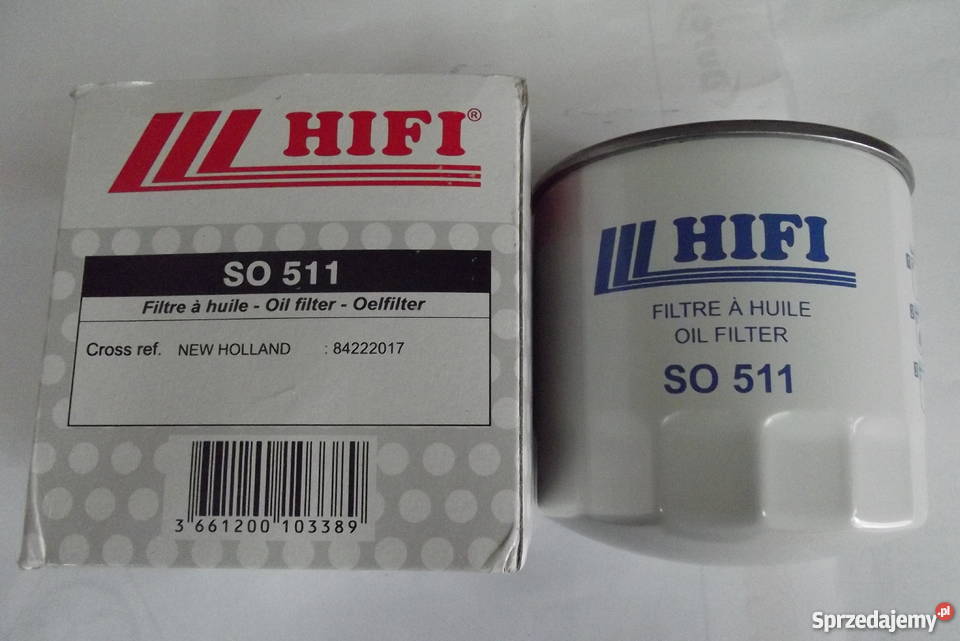 HIFI®
SO 511
Filtre à huile - Oil filter - Oelfilter
Cross ref. NEW HOLLAND : 84222017
3 661200 103389
HIFI
FILTRE À HUILE
OIL FILTER
SO 511
Sprzedajemy.pl